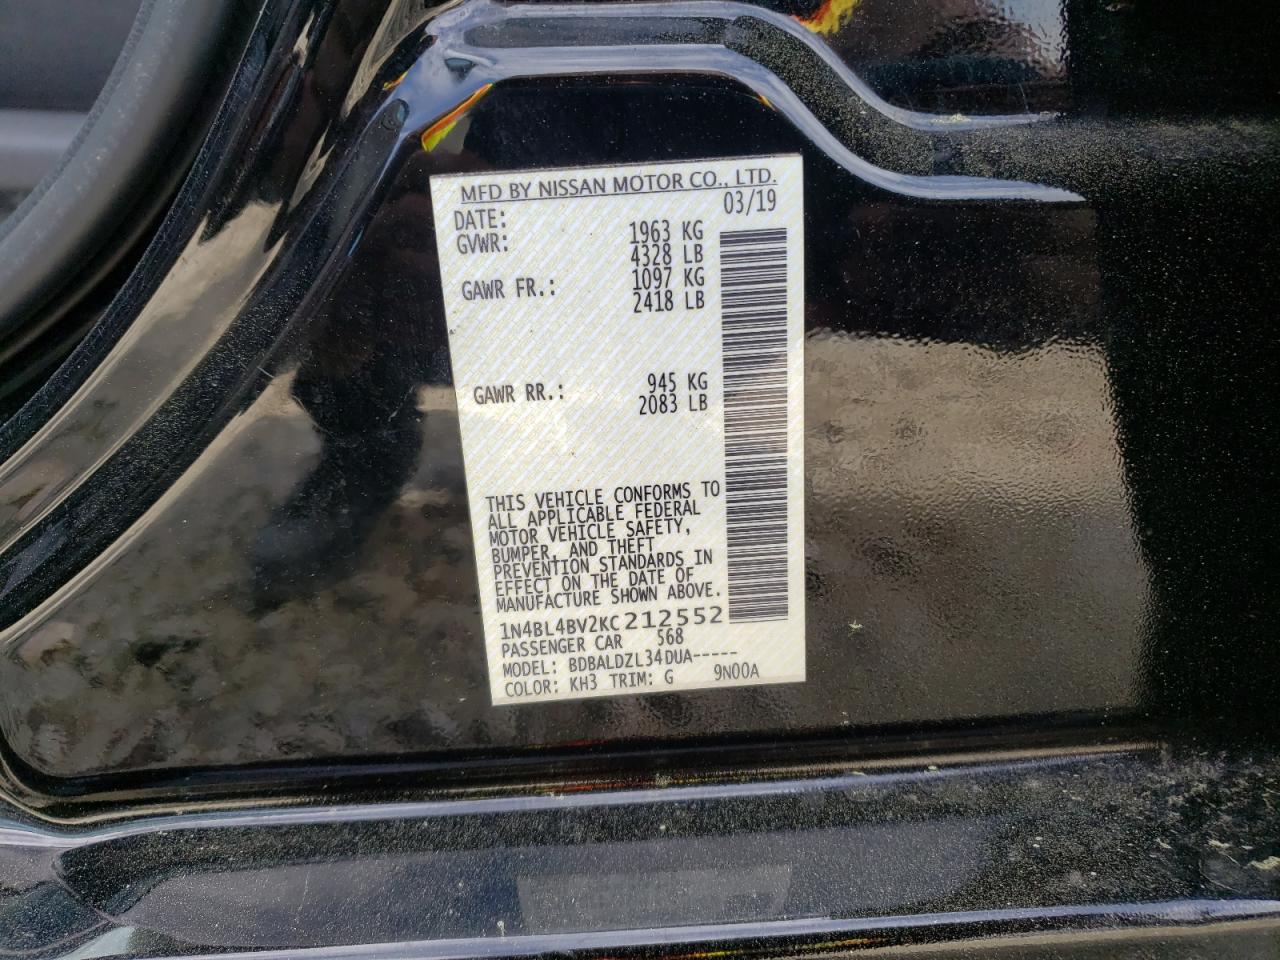 MFD BY NISSAN MOTOR CO., LTD.
DATE: 03/19
GVWR: 1963 KG
4328 LB
GAWR FR.: 1097 KG
2418 LB
GAWR RR.: 945 KG
2083 LB
THIS VEHICLE CONFORMS TO
ALL APPLICABLE FEDERAL
MOTOR VEHICLE SAFETY,
BUMPER, AND THEFT
PREVENTION STANDARDS IN
EFFECT ON THE DATE OF
MANUFACTURE SHOWN ABOVE.
1N4BL4BV2KC212552
PASSENGER CAR 568
MODEL: BDBALDZL34DUA-----
COLOR: KH3 TRIM: G 9N00A